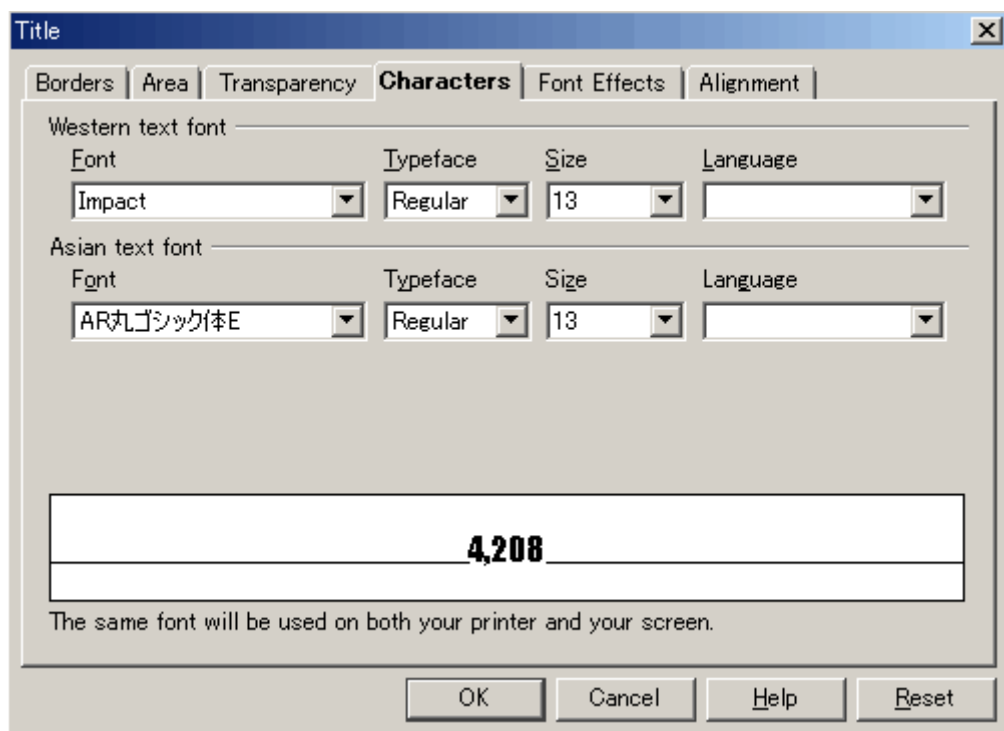 Title
Borders Area Transparency Characters Font Effects Alignment
Western text font
Font Typeface Size Language
Impact Regular 13
Asian text font
Font Typeface Size Language
AR丸ゴシック体E Regular 13
4,208
The same font will be used on both your printer and your screen.
OK Cancel Help Reset